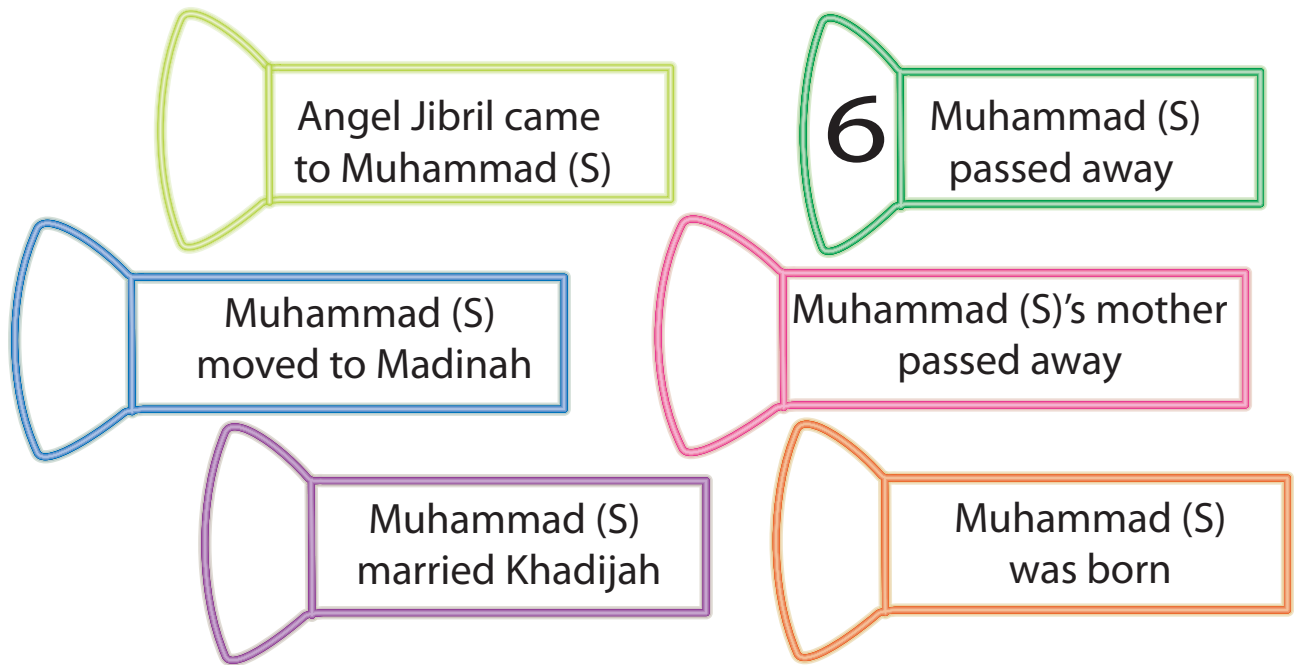 Angel Jibril came
to Muhammad (S)
6
Muhammad (S)
passed away
Muhammad (S)
moved to Madinah
Muhammad (S)'s mother
passed away
Muhammad (S)
married Khadijah
Muhammad (S)
was born